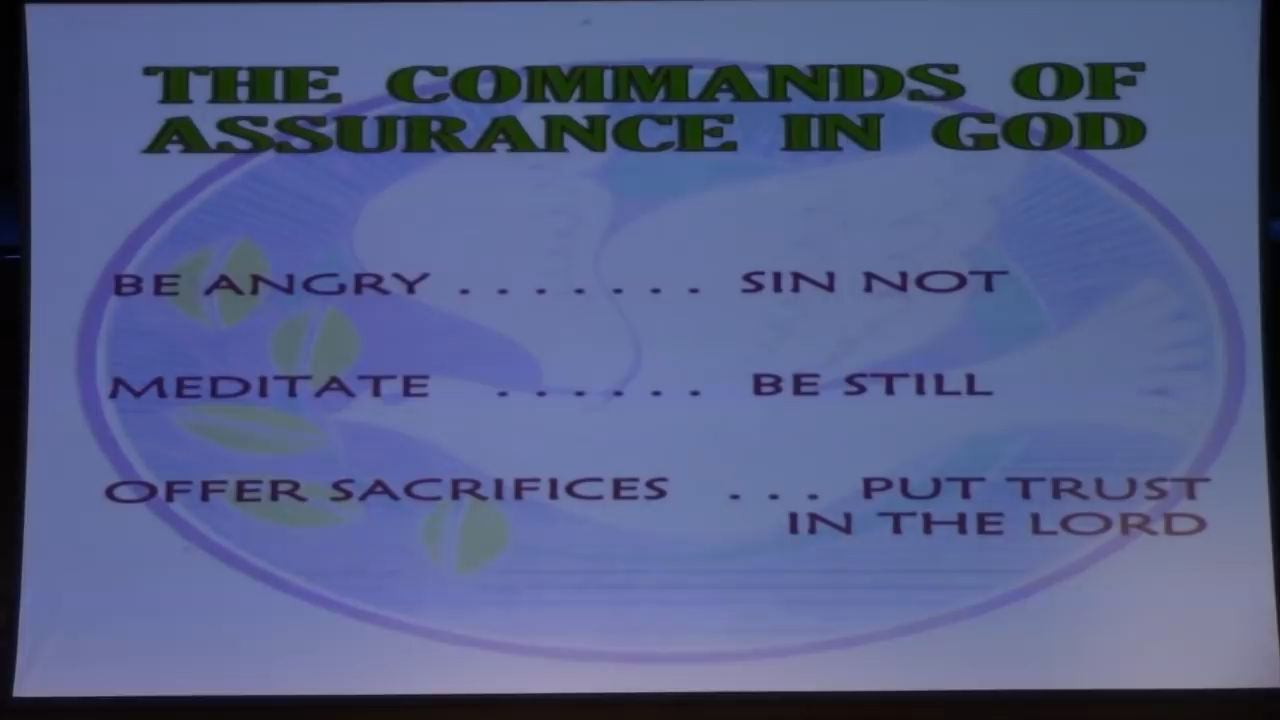 THE COMMANDS OF
ASSURANCE IN GOD
BE ANGRY . . . . . . . SIN NOT
MEDITATE . . . . . . BE STILL
OFFER SACRIFICES . . . PUT TRUST
IN THE LORD